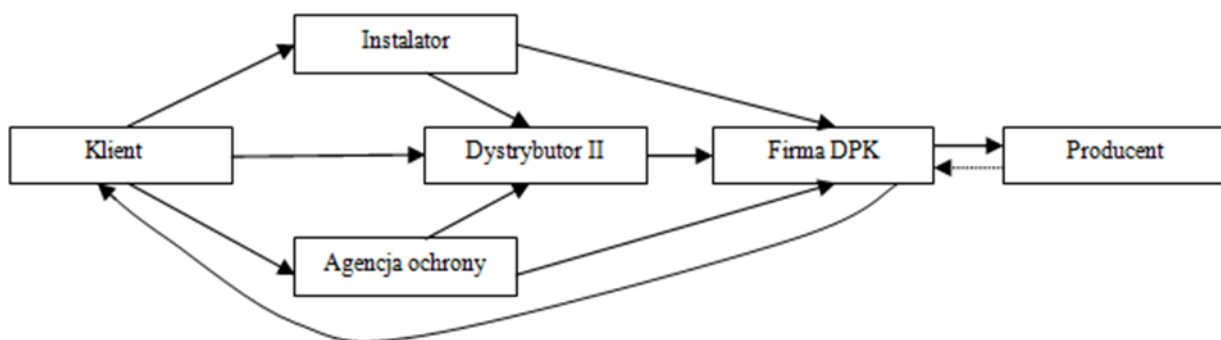 Instalator
Klient
Dystrybutor II
Firma DPK
Producent
Agencja ochrony